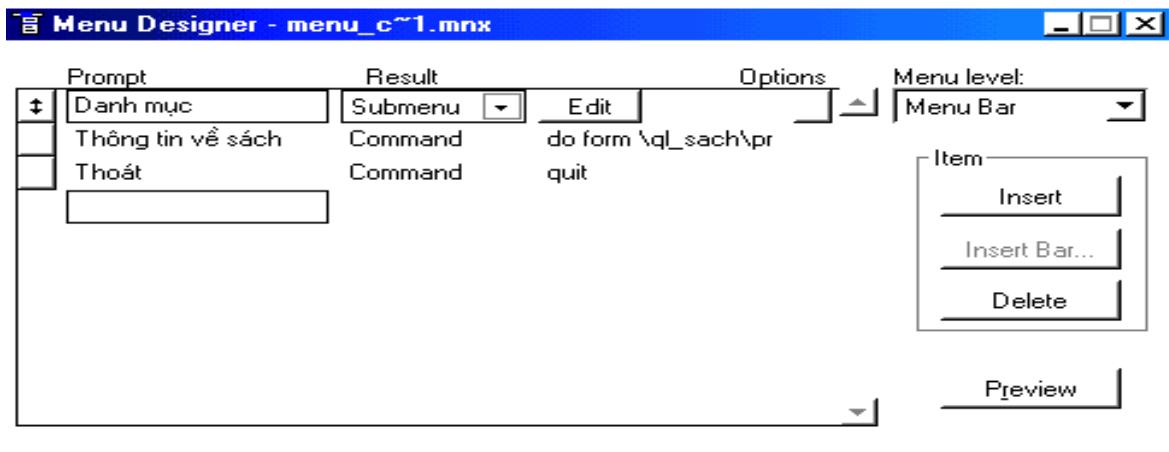 Menu Designer - menu_c~1.mnx
Prompt Result Options Menu level:
Danh mục Submenu Edit Menu Bar
Thông tin về sách Command do form \ql_sach\pr
Thoát Command quit
Item
Insert
Insert Bar...
Delete
Preview